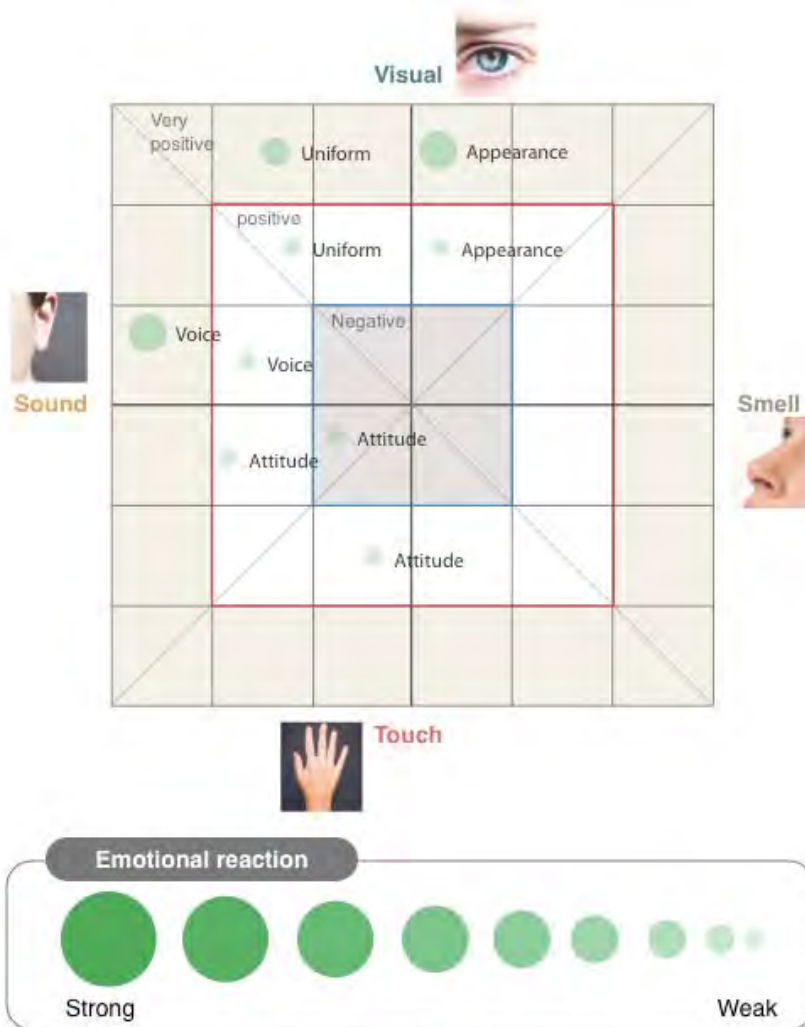 Visual
Very
positive
Uniform
Appearance
positive
Uniform
Appearance
Negative
Voice
Voice
Sound
Smell
Attitude
Attitude
Attitude
Touch
Emotional reaction
Strong
Weak